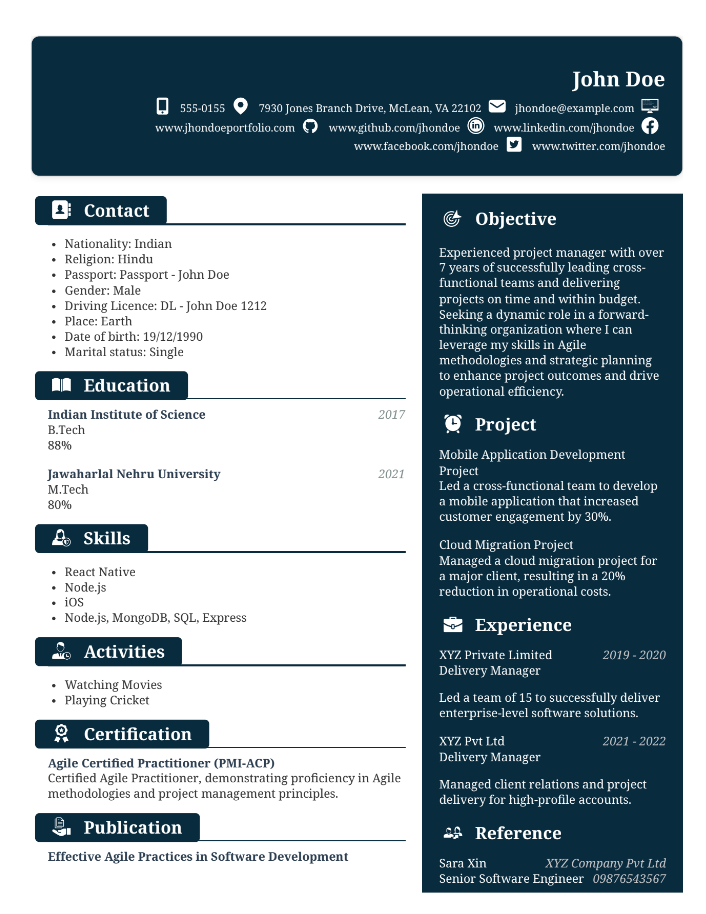 John Doe
555-0155 7930 Jones Branch Drive, McLean, VA 22102 jhondoe@example.com
www.jhondoeportfolio.com www.github.com/jhondoe www.linkedin.com/jhondoe
www.facebook.com/jhondoe www.twitter.com/jhondoe
Contact
• Nationality: Indian
• Religion: Hindu
• Passport: Passport - John Doe
• Gender: Male
• Driving Licence: DL - John Doe 1212
• Place: Earth
• Date of birth: 19/12/1990
• Marital status: Single
Education
Indian Institute of Science 2017
B.Tech
88%
Jawaharlal Nehru University 2021
M.Tech
80%
Skills
• React Native
• Node.js
• iOS
• Node.js, MongoDB, SQL, Express
Activities
• Watching Movies
• Playing Cricket
Certification
Agile Certified Practitioner (PMI-ACP)
Certified Agile Practitioner, demonstrating proficiency in Agile
methodologies and project management principles.
Publication
Effective Agile Practices in Software Development
Objective
Experienced project manager with over
7 years of successfully leading cross-
functional teams and delivering
projects on time and within budget.
Seeking a dynamic role in a forward-
thinking organization where I can
leverage my skills in Agile
methodologies and strategic planning
to enhance project outcomes and drive
operational efficiency.
Project
Mobile Application Development
Project
Led a cross-functional team to develop
a mobile application that increased
customer engagement by 30%.
Cloud Migration Project
Managed a cloud migration project for
a major client, resulting in a 20%
reduction in operational costs.
Experience
XYZ Private Limited 2019 - 2020
Delivery Manager
Led a team of 15 to successfully deliver
enterprise-level software solutions.
XYZ Pvt Ltd 2021 - 2022
Delivery Manager
Managed client relations and project
delivery for high-profile accounts.
Reference
Sara Xin XYZ Company Pvt Ltd
Senior Software Engineer 09876543567